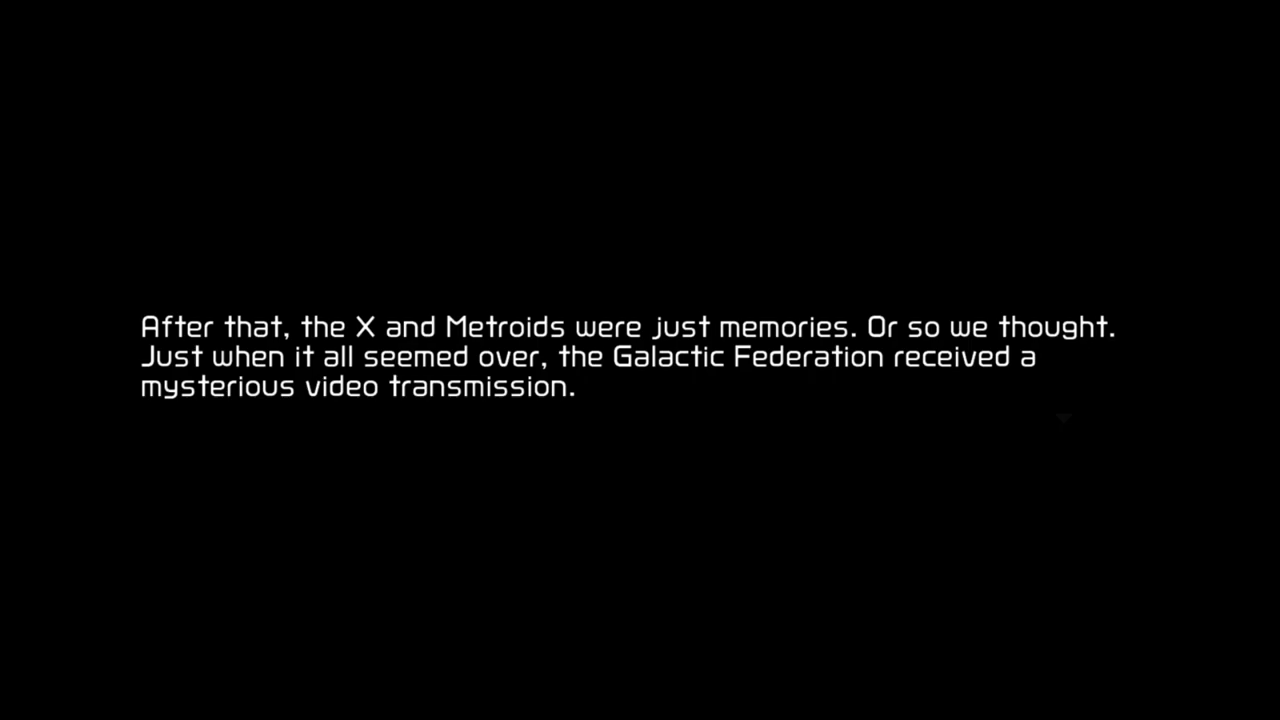 After that, the X and Metroids were just memories. Or so we thought.
Just when it all seemed over, the Galactic Federation received a
mysterious video transmission.